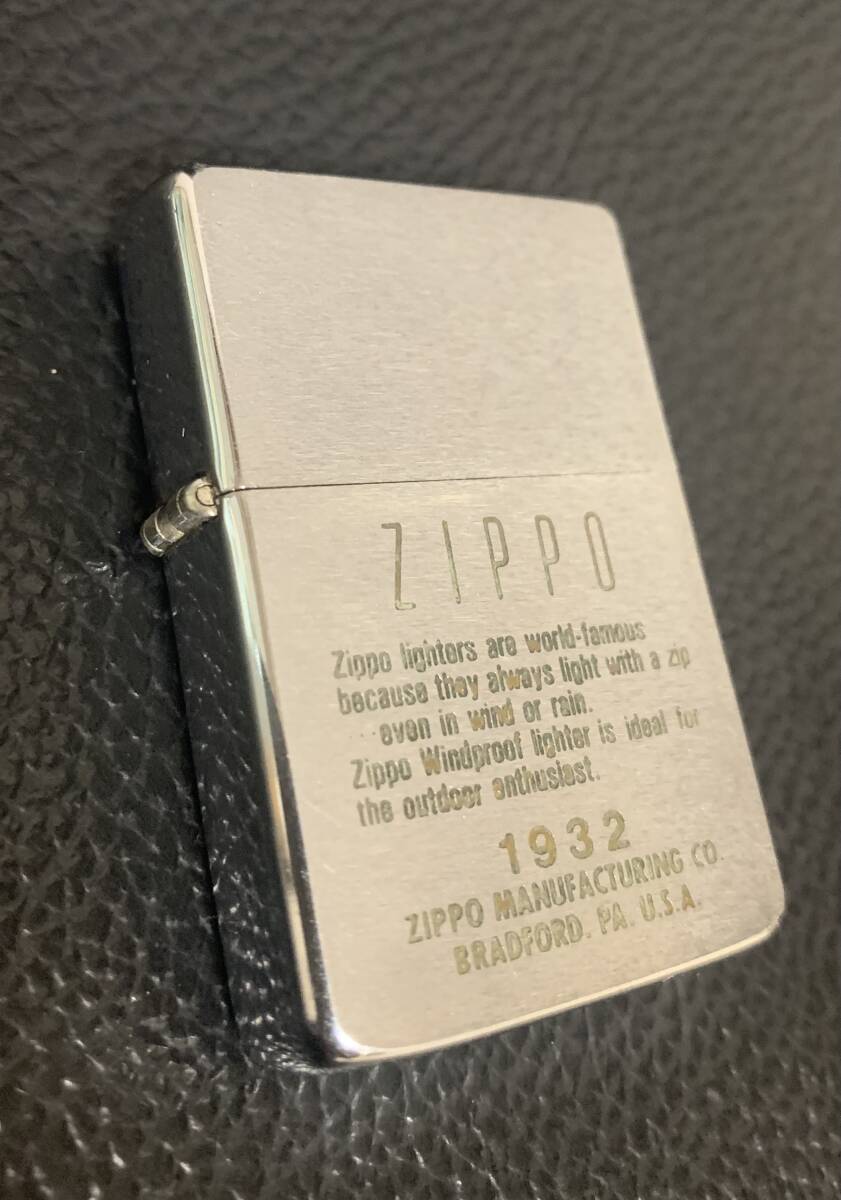 ZIPPO
Zippo lighters are world-famous
because they always light with a zip
...even in wind or rain.
Zippo Windproof lighter is ideal for
the outdoor enthusiast.
1932
ZIPPO MANUFACTURING CO.
BRADFORD. PA. U.S.A.